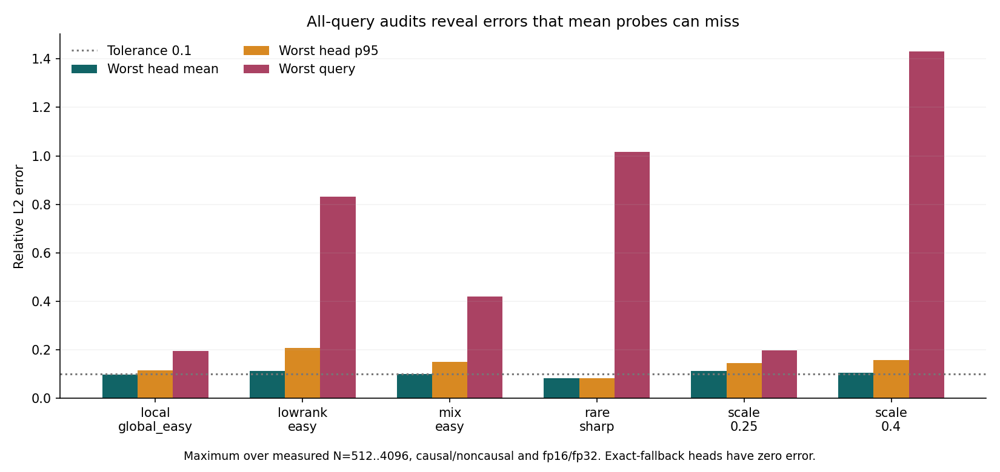 All-query audits reveal errors that mean probes can miss
Tolerance 0.1
Worst head mean
Worst head p95
Worst query
Relative L2 error
1.4
1.2
1.0
0.8
0.6
0.4
0.2
0.0
local
global_easy
lowrank
easy
mix
easy
rare
sharp
scale
0.25
scale
0.4
Maximum over measured N=512..4096, causal/noncausal and fp16/fp32. Exact-fallback heads have zero error.